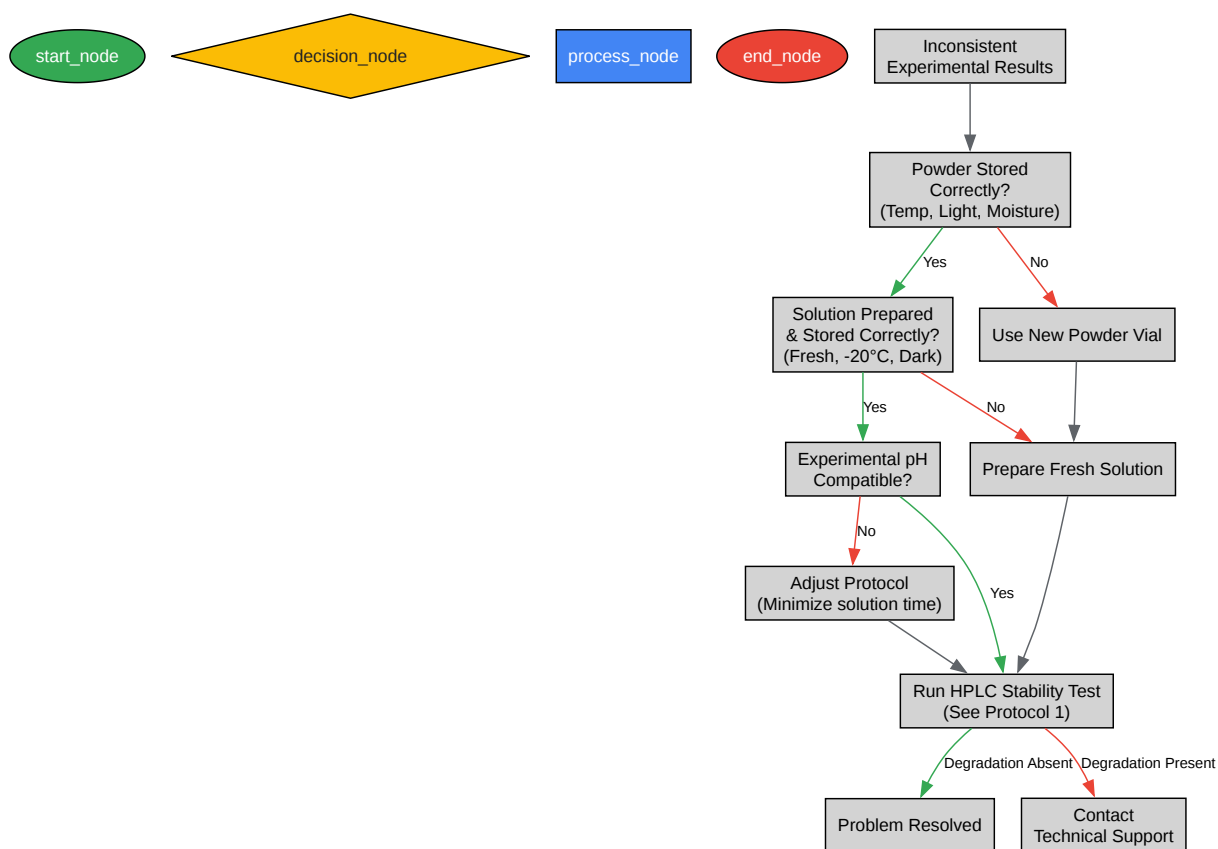 start_node
decision_node
process_node
end_node
Inconsistent
Experimental Results
Powder Stored
Correctly?
(Temp, Light, Moisture)
Yes
No
Solution Prepared
& Stored Correctly?
(Fresh, -20°C, Dark)
Use New Powder Vial
Yes
No
Experimental pH
Compatible?
Prepare Fresh Solution
No
Adjust Protocol
(Minimize solution time)
Yes
Run HPLC Stability Test
(See Protocol 1)
Degradation Absent
Degradation Present
Problem Resolved
Contact
Technical Support